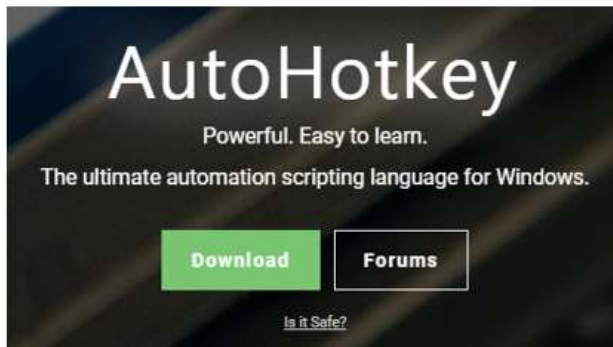 AutoHotkey
Powerful. Easy to learn.
The ultimate automation scripting language for Windows.
Download Forums
Is it Safe?